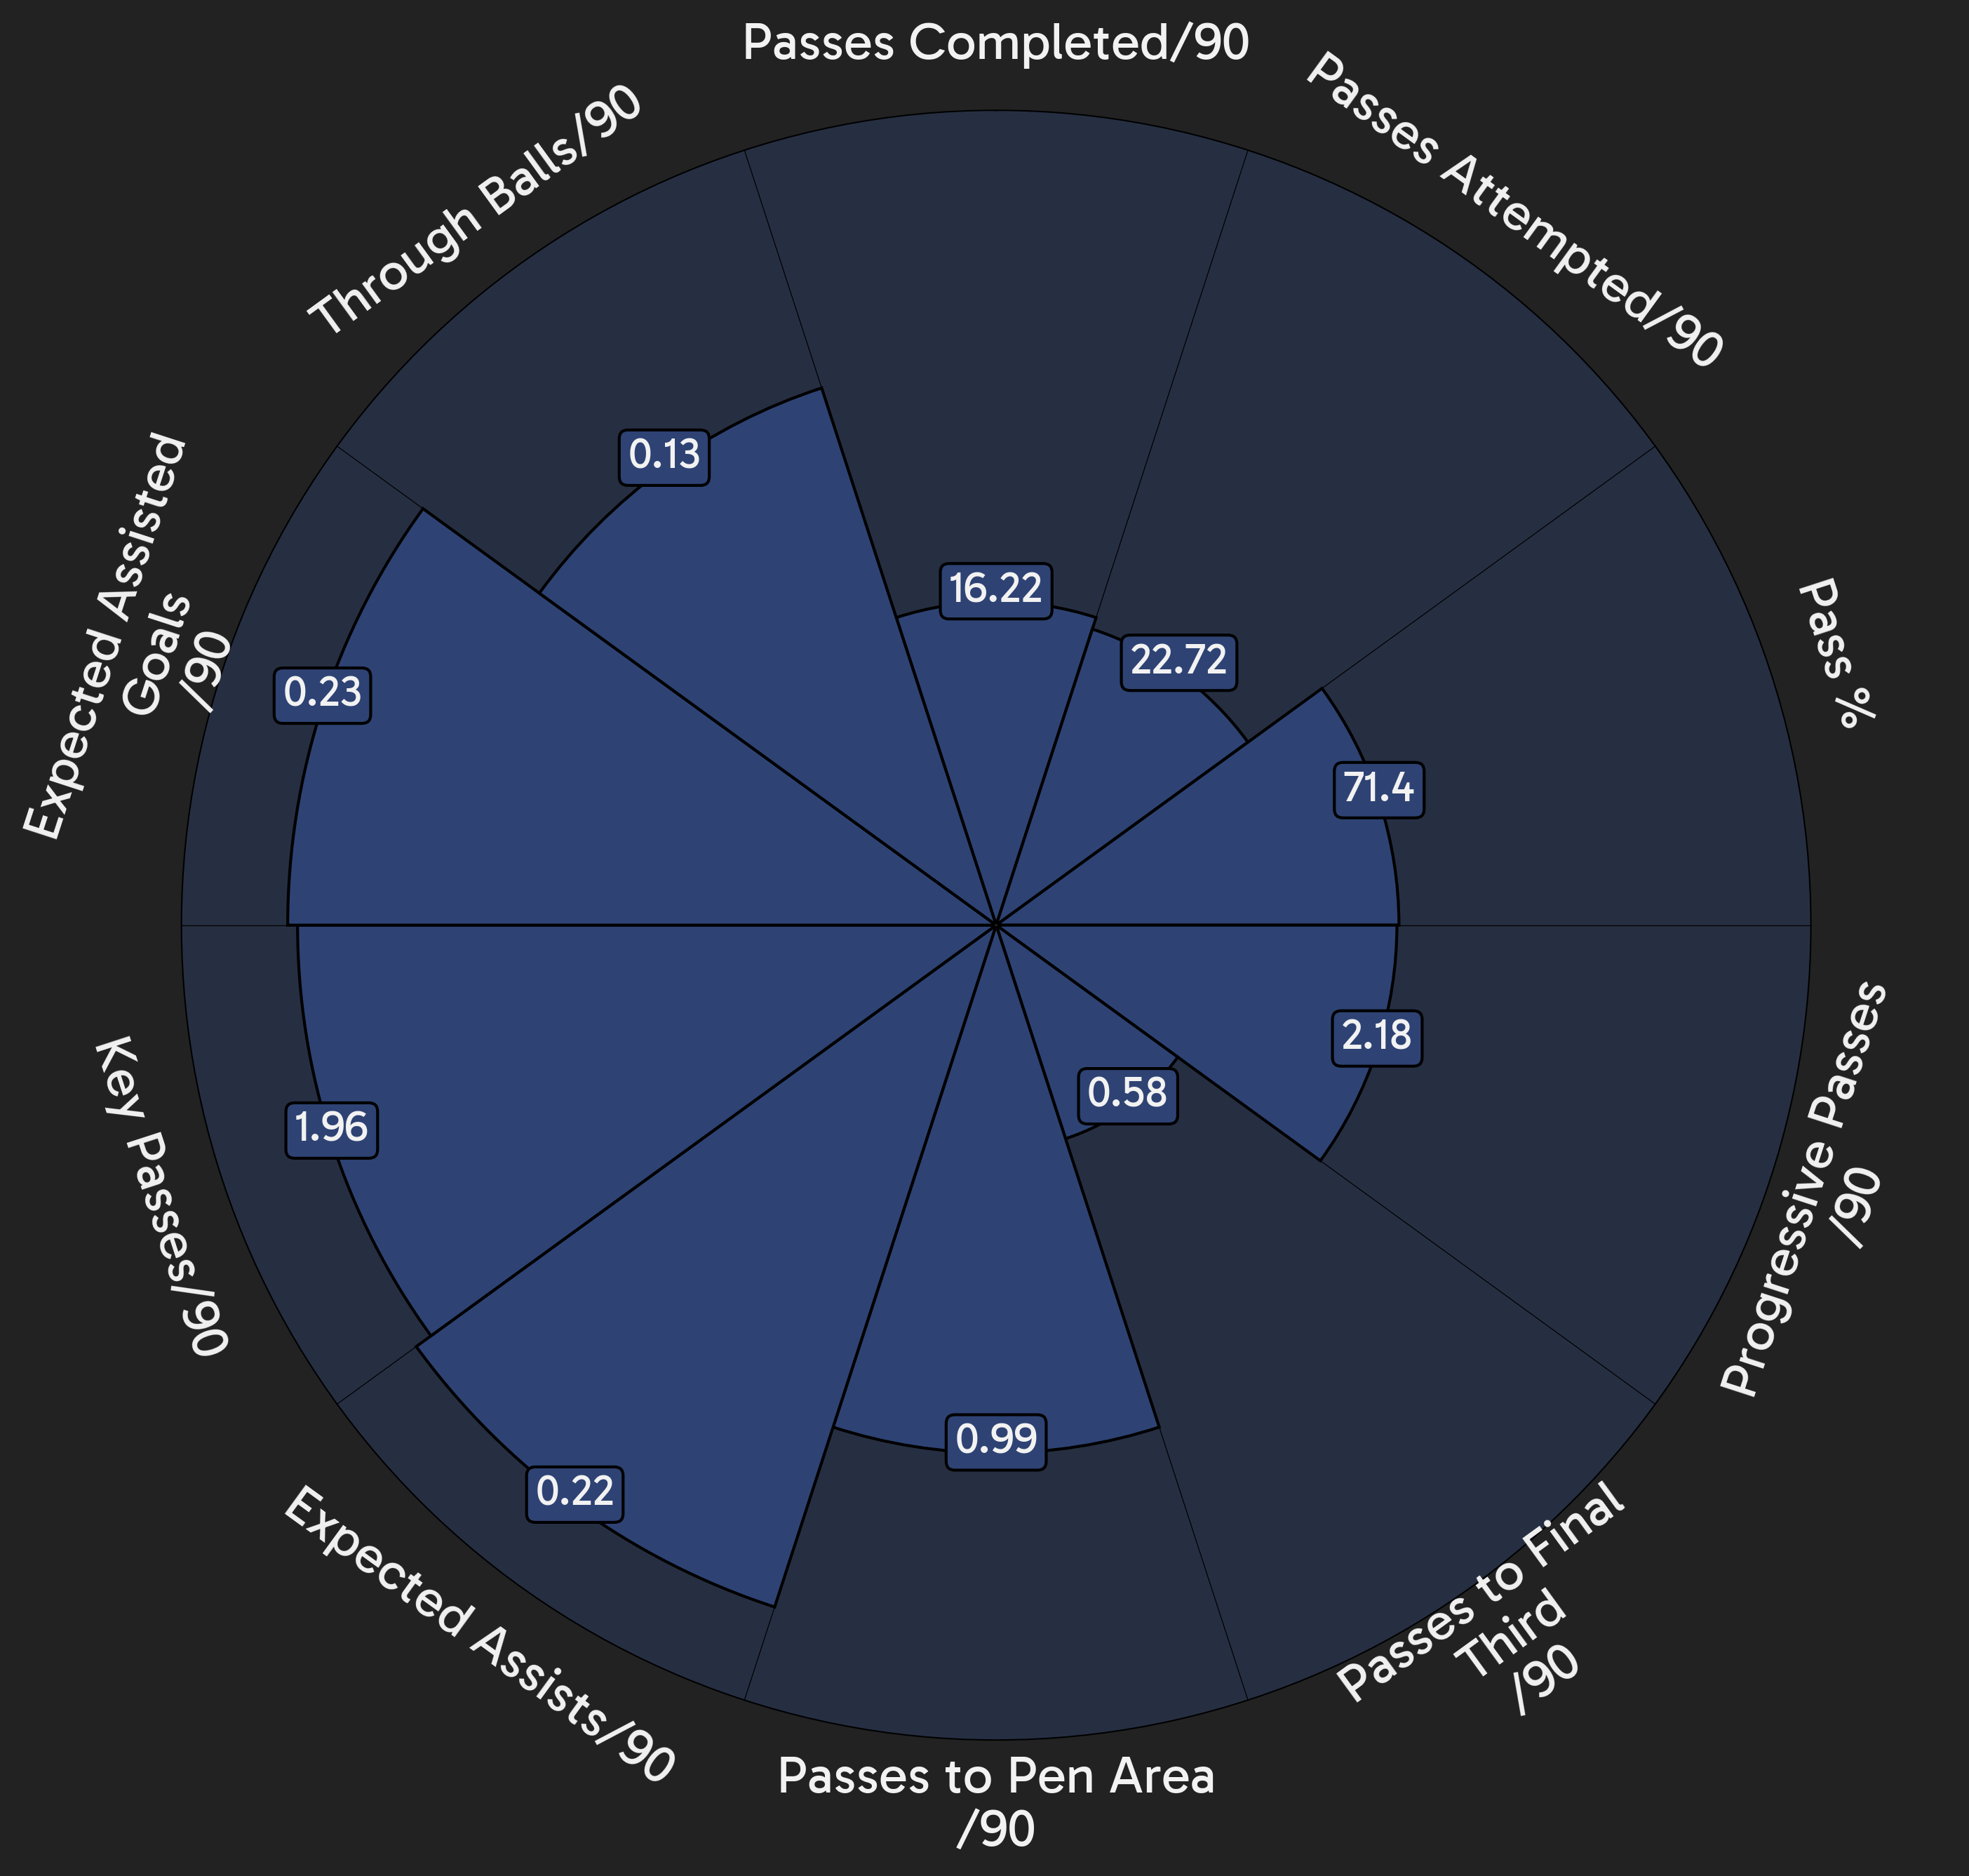 Passes Completed/90
Passes Attempted/90
Pass %
Progressive Passes
/90
Passes to Final
Third
/90
Passes to Pen Area
/90
Expected Assists/90
Key Passes/90
Expected Assisted
Goals
/90
Through Balls/90
16.22
22.72
71.4
2.18
0.58
0.99
0.22
1.96
0.23
0.13